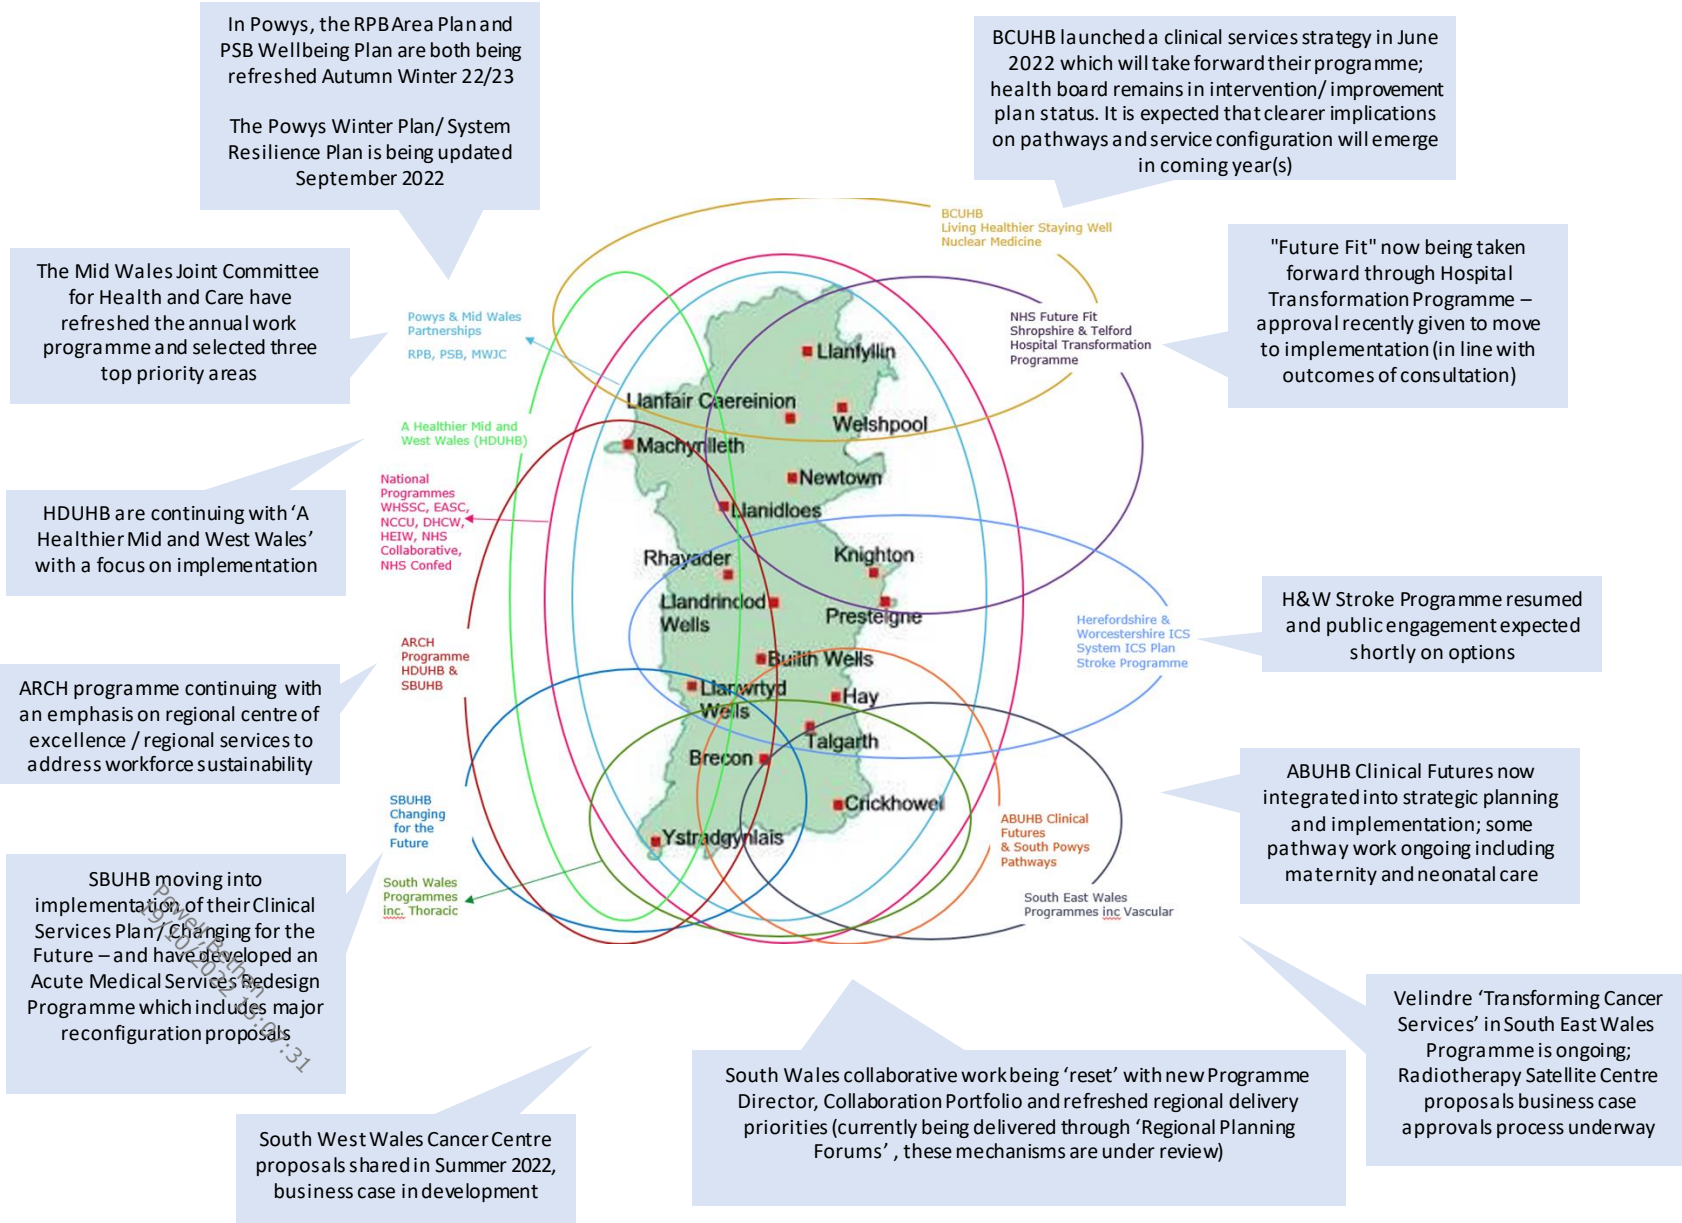 In Powys, the RPB Area Plan and
PSB Wellbeing Plan are both being
refreshed Autumn Winter 22/23
The Powys Winter Plan/ System
Resilience Plan is being updated
September 2022
BCUHB launched a clinical services strategy in June
2022 which will take forward their programme;
health board remains in intervention/ improvement
plan status. It is expected that clearer implications
on pathways and service configuration will emerge
in coming year(s)
The Mid Wales Joint Committee
for Health and Care have
refreshed the annual work
programme and selected three
top priority areas
"Future Fit" now being taken
forward through Hospital
Transformation Programme –
approval recently given to move
to implementation (in line with
outcomes of consultation)
HDUHB are continuing with ‘A
Healthier Mid and West Wales’
with a focus on implementation
H&W Stroke Programme resumed
and public engagement expected
shortly on options
ARCH programme continuing with
an emphasis on regional centre of
excellence / regional services to
address workforce sustainability
ABUHB Clinical Futures now
integrated into strategic planning
and implementation; some
pathway work ongoing including
maternity and neonatal care
SBUHB moving into
implementation of their Clinical
Services Plan / Changing for the
Future – and have developed an
Acute Medical Services Redesign
Programme which includes major
reconfiguration proposals
Powell, Bethan
19/10/2022 15:07:31
South West Wales Cancer Centre
proposals shared in Summer 2022,
business case in development
South Wales collaborative work being ‘reset’ with new Programme
Director, Collaboration Portfolio and refreshed regional delivery
priorities (currently being delivered through ‘Regional Planning
Forums’ , these mechanisms are under review)
Velindre ‘Transforming Cancer
Services’ in South East Wales
Programme is ongoing;
Radiotherapy Satellite Centre
proposals business case
approvals process underway
BCUHB
Living Healthier Staying Well
Nuclear Medicine
Powys & Mid Wales
Partnerships
RPB, PSB, MWJC
NHS Future Fit
Shropshire & Telford
Hospital Transformation
Programme
A Healthier Mid and
West Wales (HDUHB)
National
Programmes
WHSSC, EASC,
NCCU, DHCW,
HEIW, NHS
Collaborative,
NHS Confed
ARCH
Programme
HDUHB &
SBUHB
Herefordshire &
Worcestershire ICS
System ICS Plan
Stroke Programme
SBUHB
Changing
for the
Future
South Wales
Programmes
inc. Thoracic
ABUHB Clinical
Futures
& South Powys
Pathways
South East Wales
Programmes inc Vascular
Llanfyllin
Llanfair Caereinion
Welshpool
Machynlleth
Newtown
Llanidloes
Rhayader
Knighton
Llandrindod
Wells
Presteigne
Builth Wells
Llanwrtyd
Wells
Hay
Talgarth
Brecon
Crickhowel
Ystradgynlais